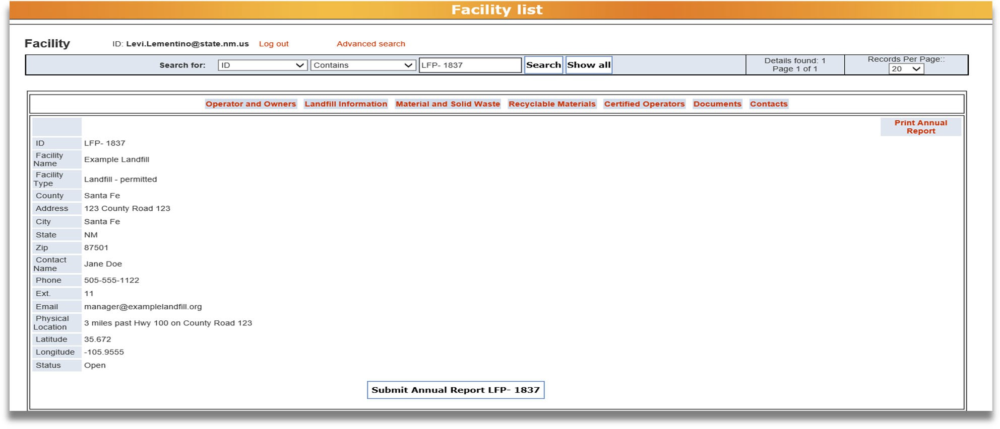 Facility list
Facility ID: Levi.Lementino@state.nm.us Log out Advanced search
Search for: ID Contains LFP- 1837 Search Show all
Details found: 1
Page 1 of 1
Records Per Page::
20
Operator and Owners Landfill Information Material and Solid Waste Recyclable Materials Certified Operators Documents Contacts
Print Annual
Report
ID LFP- 1837
Facility
Name Example Landfill
Facility
Type Landfill - permitted
County Santa Fe
Address 123 County Road 123
City Santa Fe
State NM
Zip 87501
Contact
Name Jane Doe
Phone 505-555-1122
Ext. 11
Email manager@examplelandfill.org
Physical
Location 3 miles past Hwy 100 on County Road 123
Latitude 35.672
Longitude -105.9555
Status Open
Submit Annual Report LFP- 1837